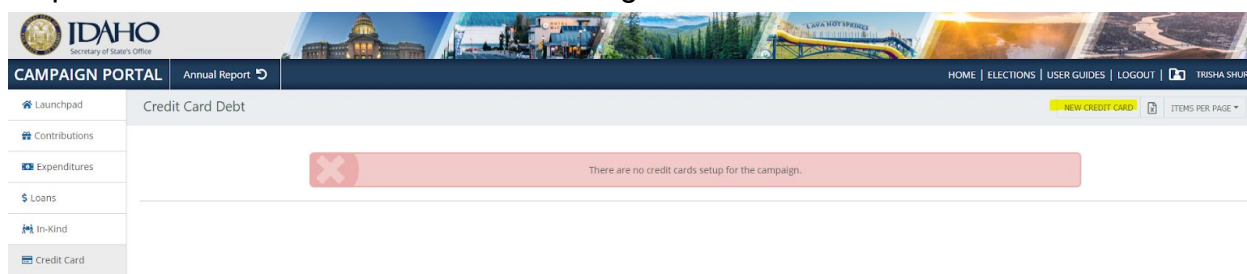 IDAHO
Secretary of State's Office
LAVA HOT SPRINGS
CAMPAIGN PORTAL Annual Report HOME | ELECTIONS | USER GUIDES | LOGOUT | TRISHA SHUR
Launchpad
Credit Card Debt NEW CREDIT CARD ITEMS PER PAGE
Contributions
Expenditures
There are no credit cards setup for the campaign.
$ Loans
In-Kind
Credit Card